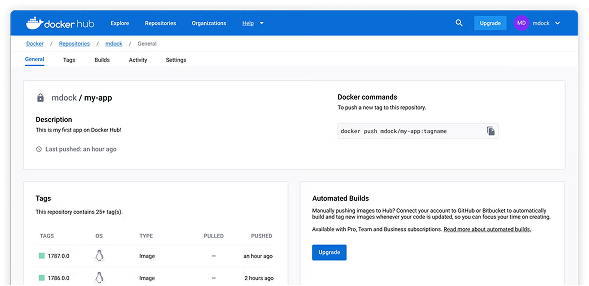 docker hub Explore Repositories Organizations Help Upgrade MD mdock
Docker / Repositories / mdock / General
General Tags Builds Activity Settings
mdock / my-app
Description
This is my first app on Docker Hub!
Last pushed: an hour ago
Docker commands
To push a new tag to this repository.
docker push mdock/my-app:tagname
Tags
This repository contains 25+ tag(s).
TAGS OS TYPE PULLED PUSHED
1787.0.0 Image -- an hour ago
1786.0.0 Image -- 2 hours ago
Automated Builds
Manually pushing images to Hub? Connect your account to GitHub or Bitbucket to automatically
build and tag new images whenever your code is updated, so you can focus your time on creating.
Available with Pro, Team and Business subscriptions. Read more about automated builds.
Upgrade